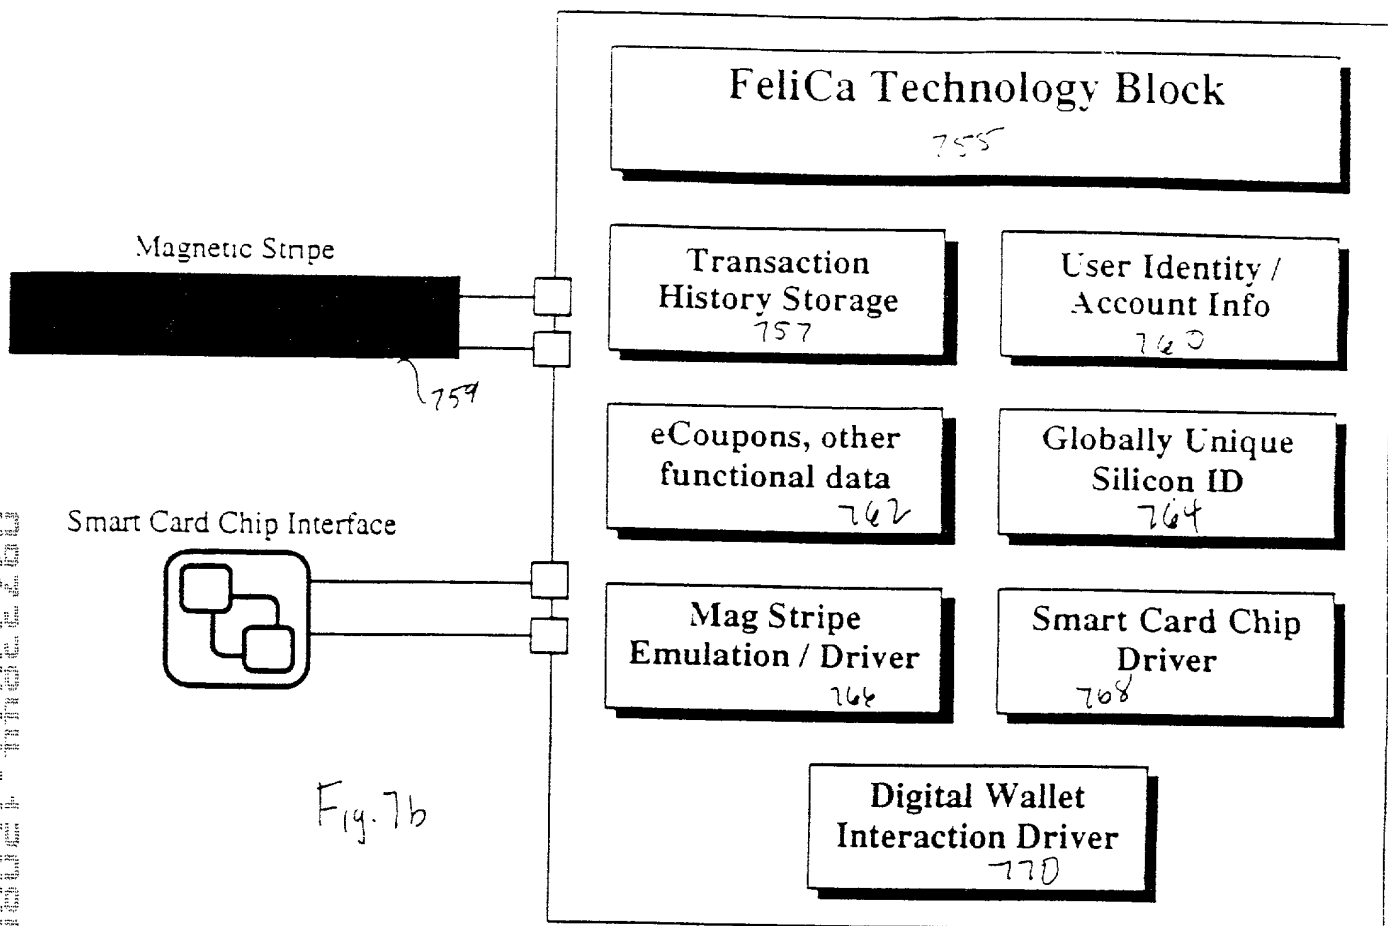 FeliCa Technology Block
755
Magnetic Stripe
759
Transaction
History Storage
757
User Identity /
Account Info
760
eCoupons, other
functional data
762
Globally Unique
Silicon ID
764
Smart Card Chip Interface
Mag Stripe
Emulation / Driver
766
Smart Card Chip
Driver
768
Digital Wallet
Interaction Driver
770
Fig. 7b